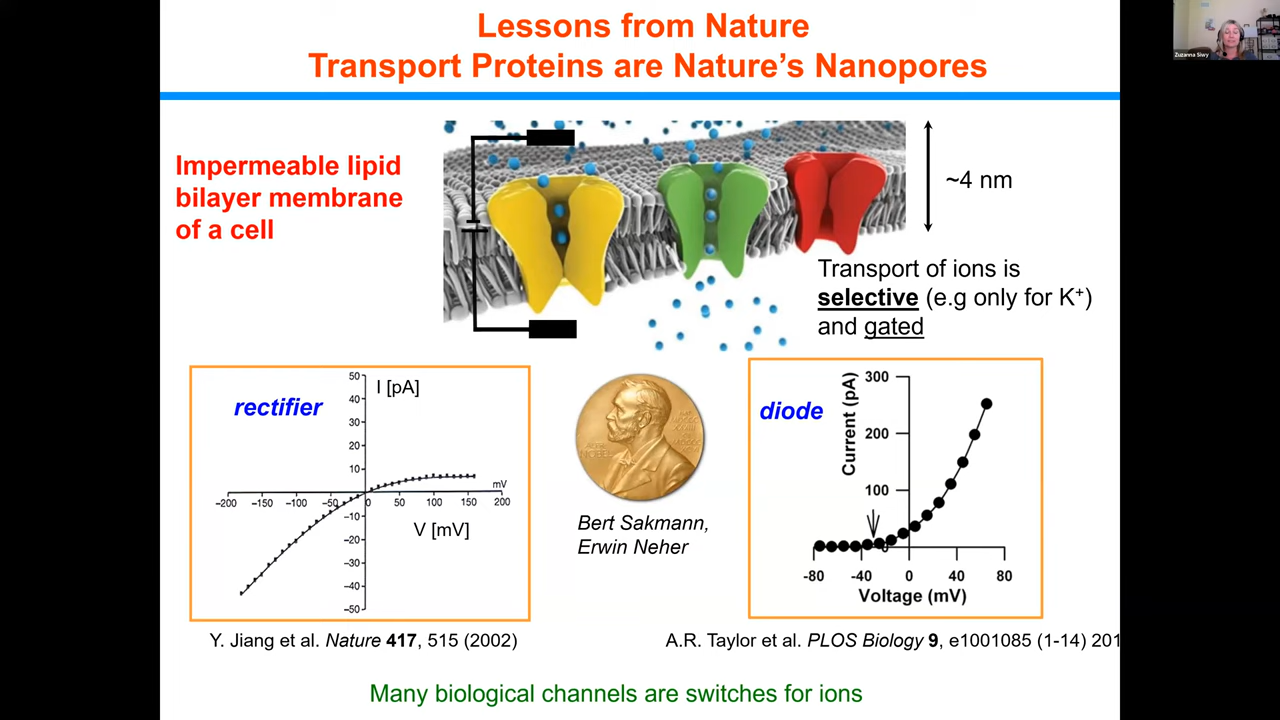 Lessons from Nature
Transport Proteins are Nature's Nanopores
Zuzanna Siwy
Impermeable lipid
bilayer membrane
of a cell
~4 nm
Transport of ions is
selective (e.g only for K+)
and gated
rectifier
I [pA]
50
40
30
20
10
mV
−200 −150 −100 −50 0 50 100 150 200
−10
−20
−30
−40
−50
V [mV]
Bert Sakmann,
Erwin Neher
diode
Current (pA)
300
200
100
0
-80 -40 0 40 80
Voltage (mV)
Y. Jiang et al. Nature 417, 515 (2002)
A.R. Taylor et al. PLOS Biology 9, e1001085 (1-14) 201
Many biological channels are switches for ions